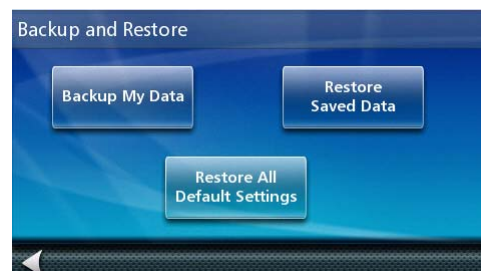 Backup and Restore
Backup My Data
Restore
Saved Data
Restore All
Default Settings